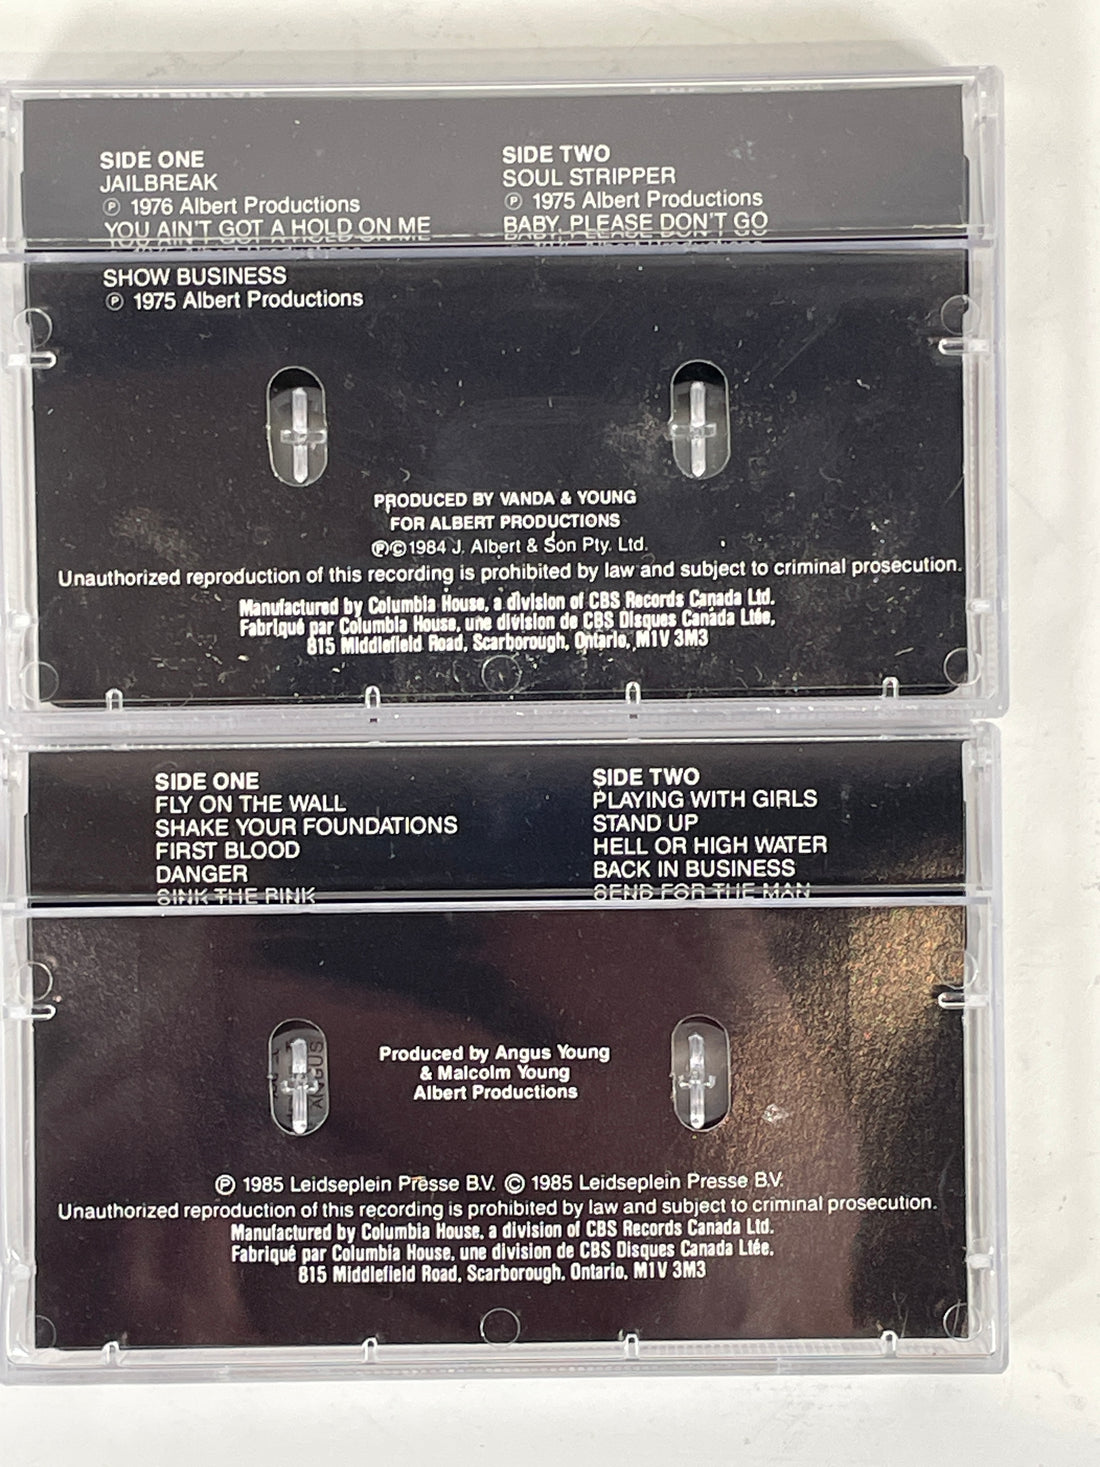 SIDE ONE
JAILBREAK
Ⓟ 1976 Albert Productions
YOU AIN'T GOT A HOLD ON ME
SHOW BUSINESS
Ⓟ 1975 Albert Productions
SIDE TWO
SOUL STRIPPER
Ⓟ 1975 Albert Productions
BABY, PLEASE DON'T GO
PRODUCED BY VANDA & YOUNG
FOR ALBERT PRODUCTIONS
Ⓟ©1984 J. Albert & Son Pty. Ltd.
Unauthorized reproduction of this recording is prohibited by law and subject to criminal prosecution.
Manufactured by Columbia House, a division of CBS Records Canada Ltd.
Fabriqué par Columbia House, une division de CBS Disques Canada Ltée.
815 Middlefield Road, Scarborough, Ontario, M1V 3M3
SIDE ONE
FLY ON THE WALL
SHAKE YOUR FOUNDATIONS
FIRST BLOOD
DANGER
SINK THE PINK
SIDE TWO
PLAYING WITH GIRLS
STAND UP
HELL OR HIGH WATER
BACK IN BUSINESS
SEND FOR THE MAN
ANGUS
Produced by Angus Young
& Malcolm Young
Albert Productions
Ⓟ 1985 Leidseplein Presse B.V. © 1985 Leidseplein Presse B.V.
Unauthorized reproduction of this recording is prohibited by law and subject to criminal prosecution.
Manufactured by Columbia House, a division of CBS Records Canada Ltd.
Fabriqué par Columbia House, une division de CBS Disques Canada Ltée.
815 Middlefield Road, Scarborough, Ontario, M1V 3M3